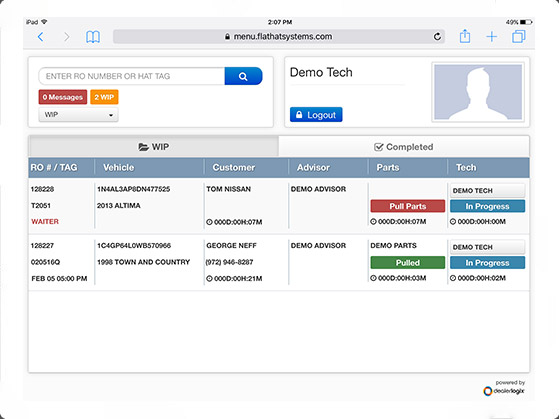 iPad
2:07 PM
49%
menu.flathatsystems.com
ENTER RO NUMBER OR HAT TAG
0 Messages
2 WIP
WIP
Demo Tech
Logout
WIP
Completed
RO # / TAG Vehicle Customer Advisor Parts Tech
128228 1N4AL3AP8DN477525 TOM NISSAN DEMO ADVISOR DEMO TECH
T2051 2013 ALTIMA Pull Parts In Progress
WAITER 000D:00H:07M 000D:00H:07M 000D:00H:00M
128227 1C4GP64L0WB570966 GEORGE NEFF DEMO ADVISOR DEMO PARTS DEMO TECH
020516Q 1998 TOWN AND COUNTRY (972) 946-8287 Pulled In Progress
FEB 05 05:00 PM 000D:00H:21M 000D:00H:03M 000D:00H:02M
powered by
dealerlogix